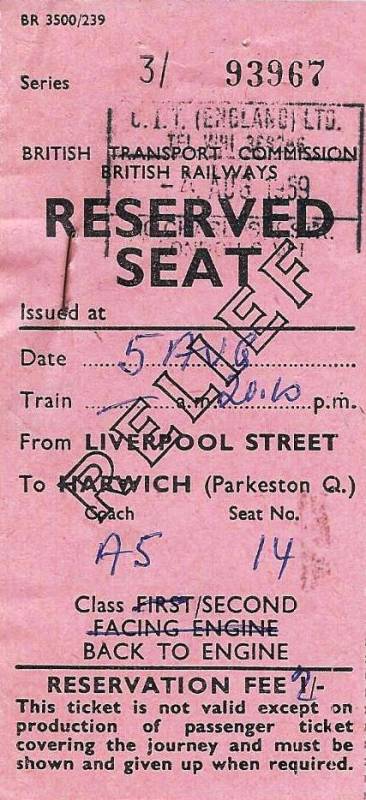 BR 3500/239
Series 3/ 93967
C.I.T. (ENGLAND) LTD.
BRITISH TRANSPORT COMMISSION
BRITISH RAILWAYS
AUG
RESERVED
SEAT
RELIEF
Issued at
Date 5 AUG
Train a.m. 20.10 p.m.
From LIVERPOOL STREET
To HARWICH (Parkeston Q.)
Coach Seat No.
A5 14
Class FIRST/SECOND
FACING ENGINE
BACK TO ENGINE
RESERVATION FEE 2/-
This ticket is not valid except on
production of passenger ticket
covering the journey and must be
shown and given up when required.